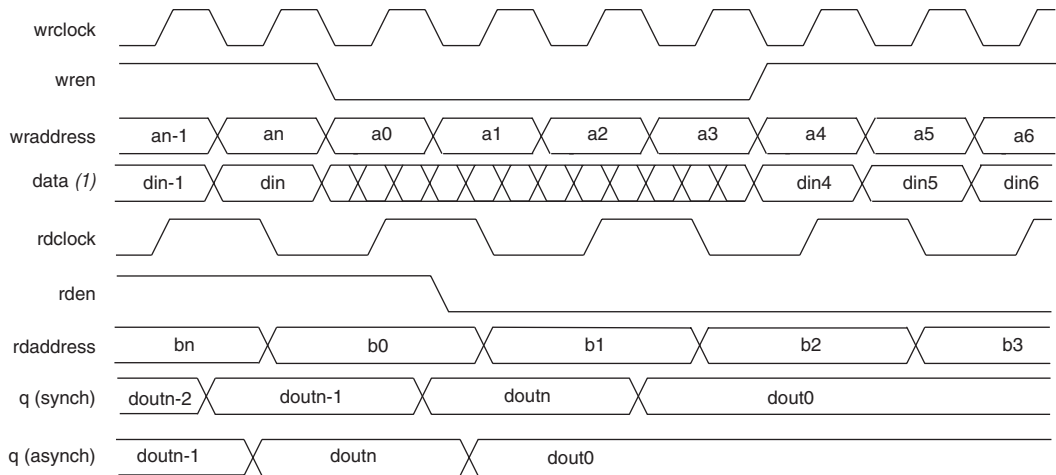 wrclock
wren
wraddress an-1 an a0 a1 a2 a3 a4 a5 a6
data (1) din-1 din din4 din5 din6
rdclock
rden
rdaddress bn b0 b1 b2 b3
q (synch) doutn-2 doutn-1 doutn dout0
q (asynch) doutn-1 doutn dout0